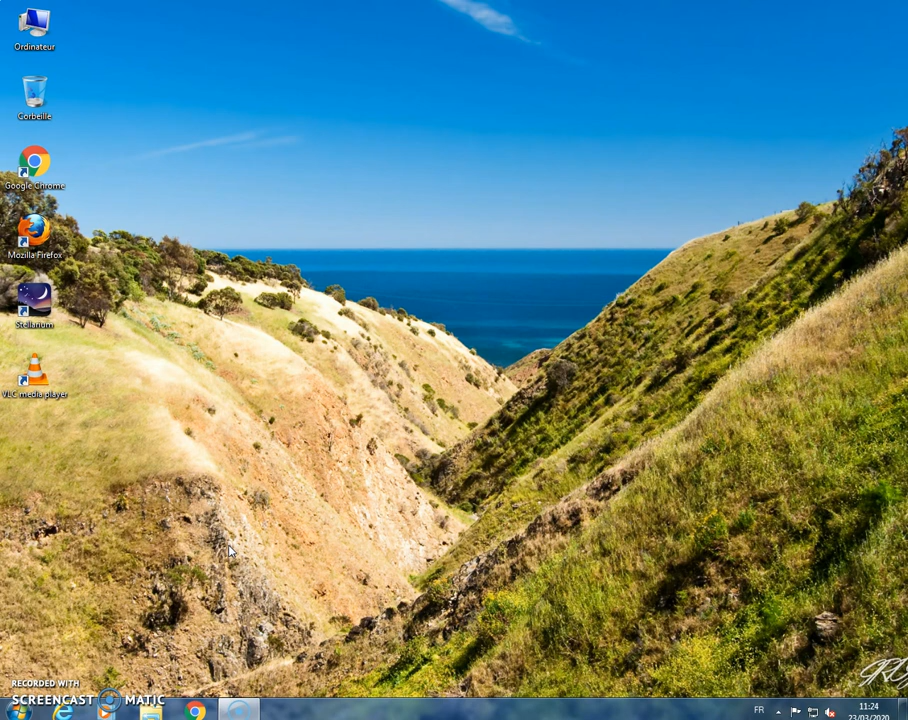 Ordinateur
Corbeille
Google Chrome
Mozilla Firefox
Stellarium
VLC media player
RECORDED WITH
SCREENCAST MATIC
FR
11:24
23/03/2020